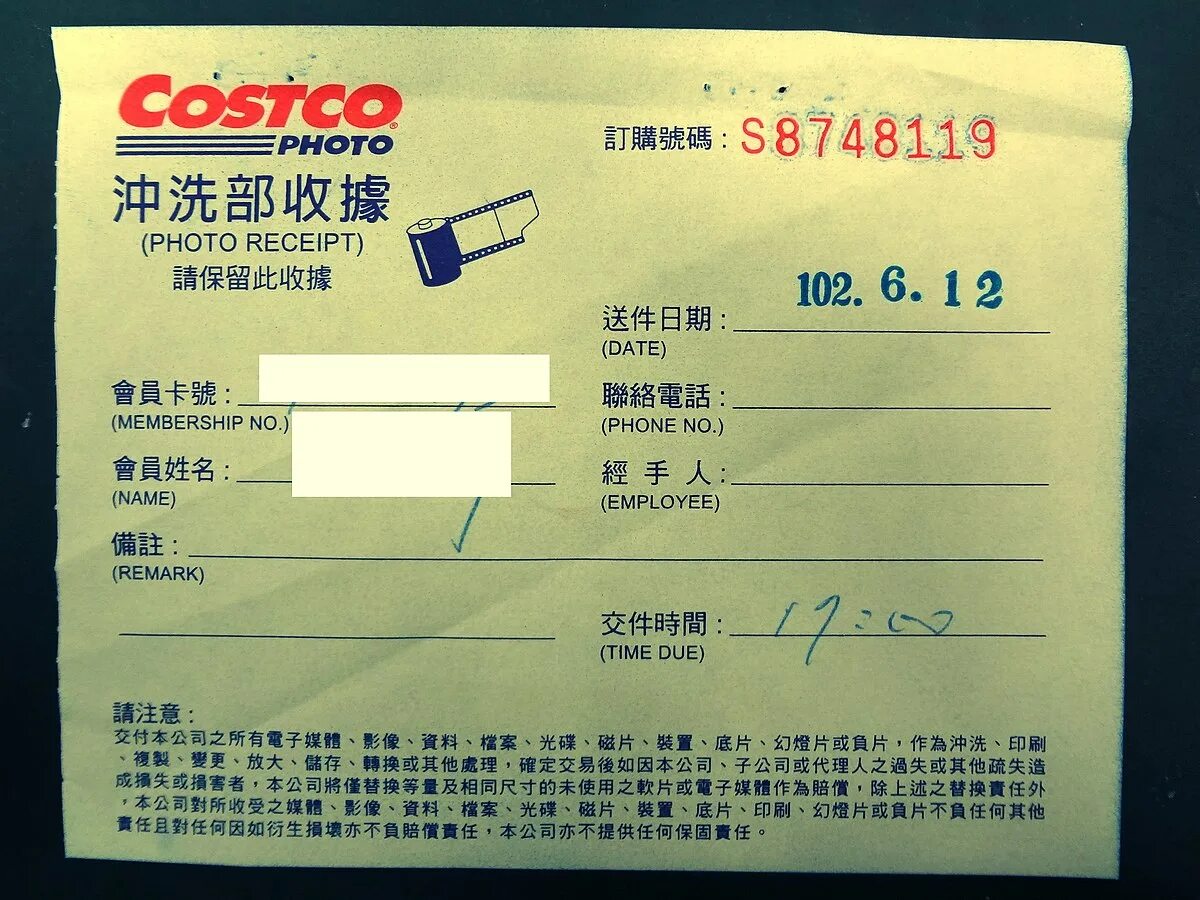 COSTCO®
PHOTO
沖洗部收據
(PHOTO RECEIPT)
請保留此收據
訂購號碼：S8748119
送件日期：102. 6. 12
(DATE)
會員卡號：
(MEMBERSHIP NO.)
聯絡電話：
(PHONE NO.)
會員姓名：
(NAME)
經 手 人：
(EMPLOYEE)
備註：
(REMARK)
交件時間：17:00
(TIME DUE)
請注意：
交付本公司之所有電子媒體、影像、資料、檔案、光碟、磁片、裝置、底片、幻燈片或負片，作為沖洗、印刷
、複製、變更、放大、儲存、轉換或其他處理，確定交易後如因本公司、子公司或代理人之過失或其他疏失造
成損失或損害者，本公司將僅替換等量及相同尺寸的未使用之軟片或電子媒體作為賠償，除上述之替換責任外
，本公司對所收受之媒體、影像、資料、檔案、光碟、磁片、裝置、底片、印刷、幻燈片或負片不負任何其他
責任且對任何因如衍生損壞亦不負賠償責任，本公司亦不提供任何保固責任。